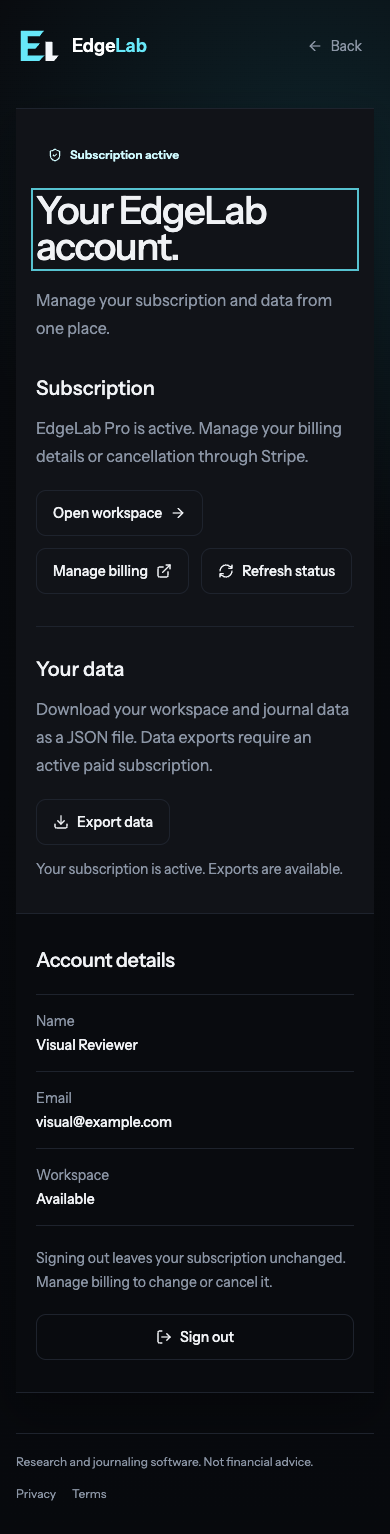 EL EdgeLab
Back
Subscription active
Your EdgeLab
account.
Manage your subscription and data from
one place.
Subscription
EdgeLab Pro is active. Manage your billing
details or cancellation through Stripe.
Open workspace
Manage billing
Refresh status
Your data
Download your workspace and journal data
as a JSON file. Data exports require an
active paid subscription.
Export data
Your subscription is active. Exports are available.
Account details
Name
Visual Reviewer
Email
visual@example.com
Workspace
Available
Signing out leaves your subscription unchanged.
Manage billing to change or cancel it.
Sign out
Research and journaling software. Not financial advice.
Privacy Terms